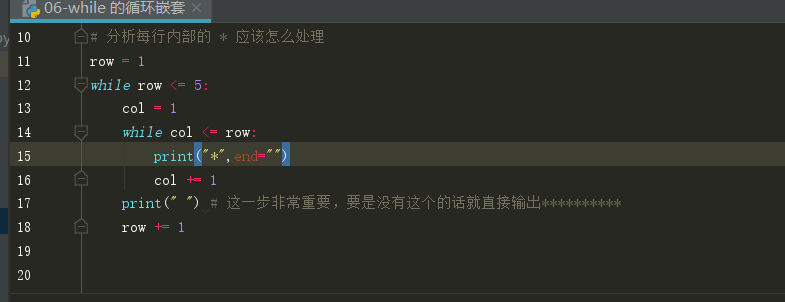 06-while 的循环嵌套
10 # 分析每行内部的 * 应该怎么处理
11 row = 1
12 while row <= 5:
13 col = 1
14 while col <= row:
15 print("*",end="")
16 col += 1
17 print(" ") # 这一步非常重要，要是没有这个的话就直接输出**********
18 row += 1
19
20